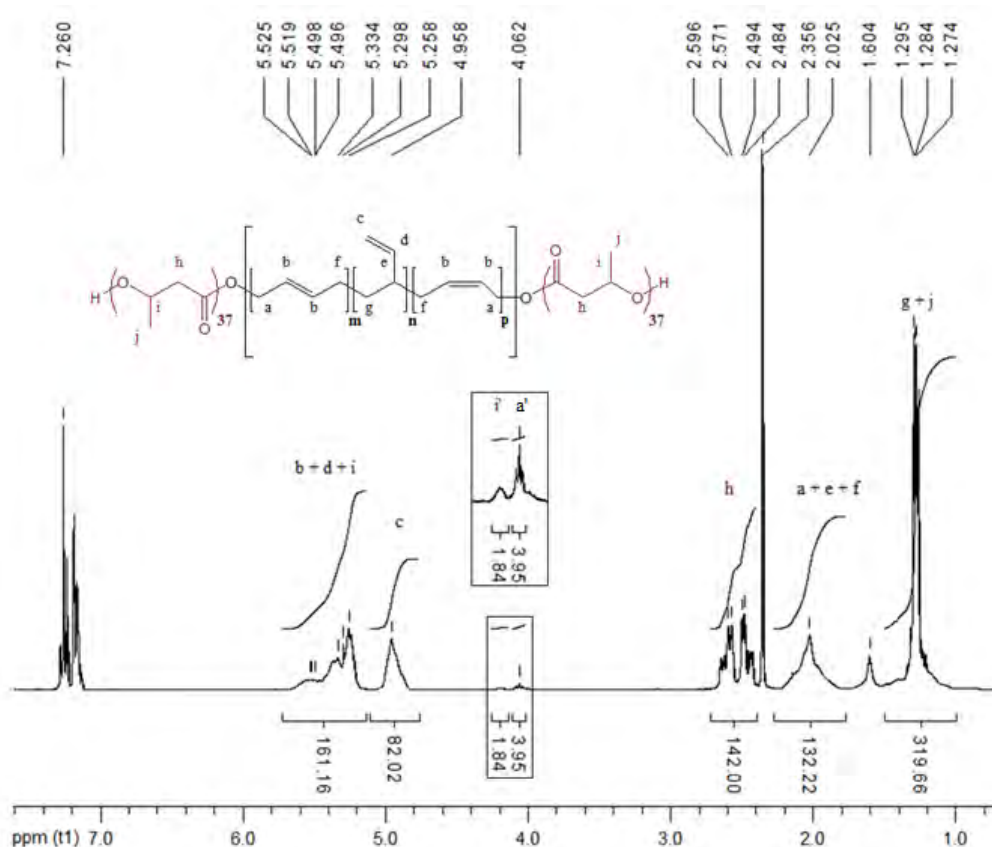 7.260 5.525 5.519 5.498 5.496 5.334 5.298 5.258 4.958 4.062 2.596 2.571 2.494 2.484 2.356 2.025 1.604 1.295 1.284 1.274
c
d
j
h b f e b b i
H O O O O H
37 a b m g n f a p h 37
i
j
O
g + j
i' a'
b + d + i
h a + e + f
c
1.84 3.95
161.16 82.02 1.84 3.95 142.00 132.22 319.66
ppm (t1) 7.0 6.0 5.0 4.0 3.0 2.0 1.0